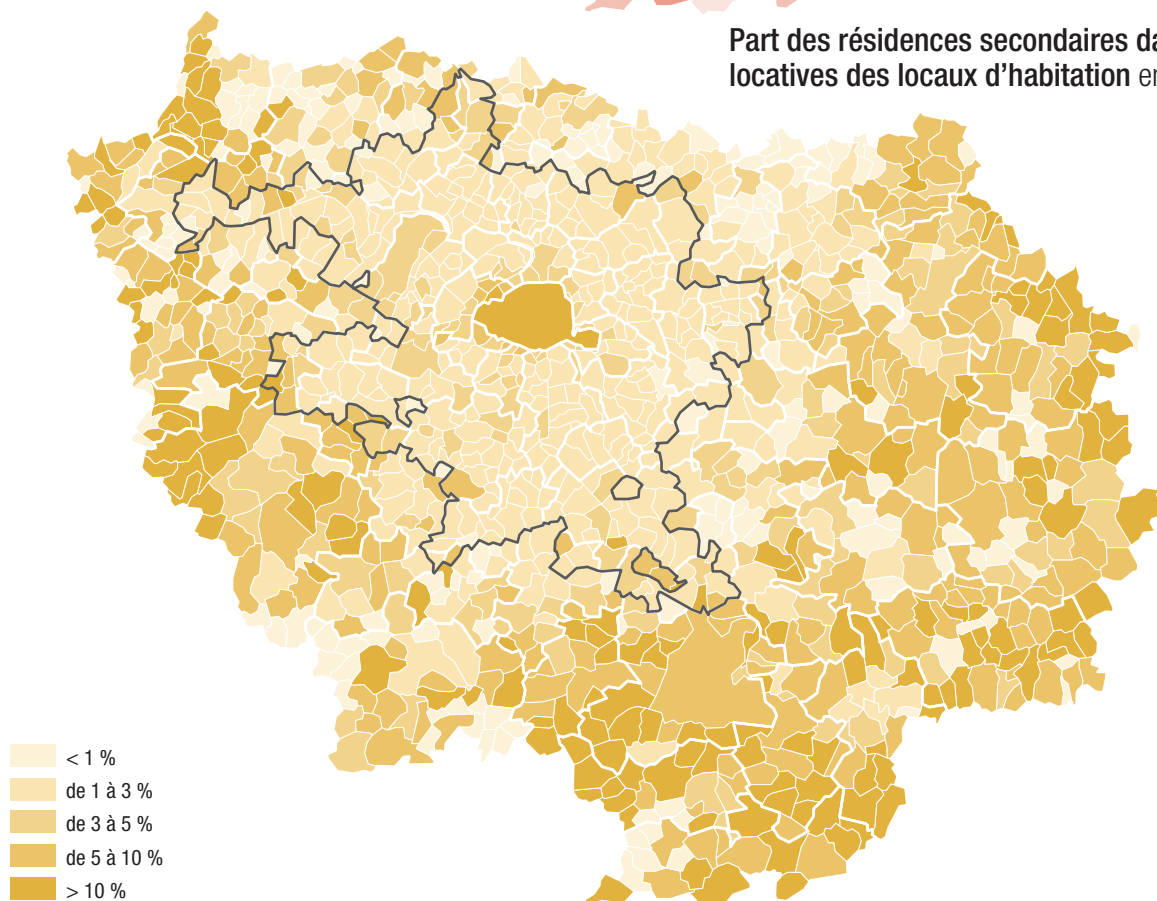 Part des résidences secondaires da
locatives des locaux d'habitation en
< 1 %
de 1 à 3 %
de 3 à 5 %
de 5 à 10 %
> 10 %